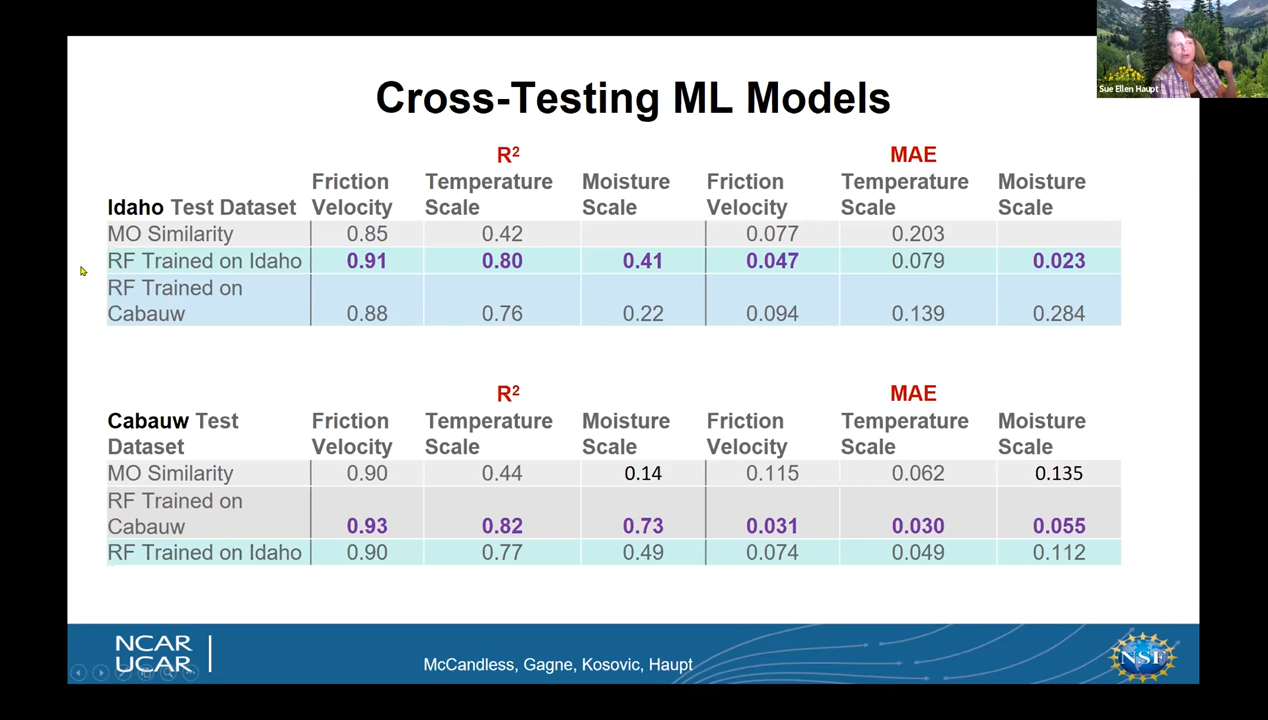 Sue Ellen Haupt
Cross-Testing ML Models
R² MAE
Friction Temperature Moisture Friction Temperature Moisture
Idaho Test Dataset Velocity Scale Scale Velocity Scale Scale
MO Similarity 0.85 0.42 0.077 0.203
RF Trained on Idaho 0.91 0.80 0.41 0.047 0.079 0.023
RF Trained on
Cabauw 0.88 0.76 0.22 0.094 0.139 0.284
R² MAE
Cabauw Test Friction Temperature Moisture Friction Temperature Moisture
Dataset Velocity Scale Scale Velocity Scale Scale
MO Similarity 0.90 0.44 0.14 0.115 0.062 0.135
RF Trained on
Cabauw 0.93 0.82 0.73 0.031 0.030 0.055
RF Trained on Idaho 0.90 0.77 0.49 0.074 0.049 0.112
NCAR
UCAR
McCandless, Gagne, Kosovic, Haupt
NSF